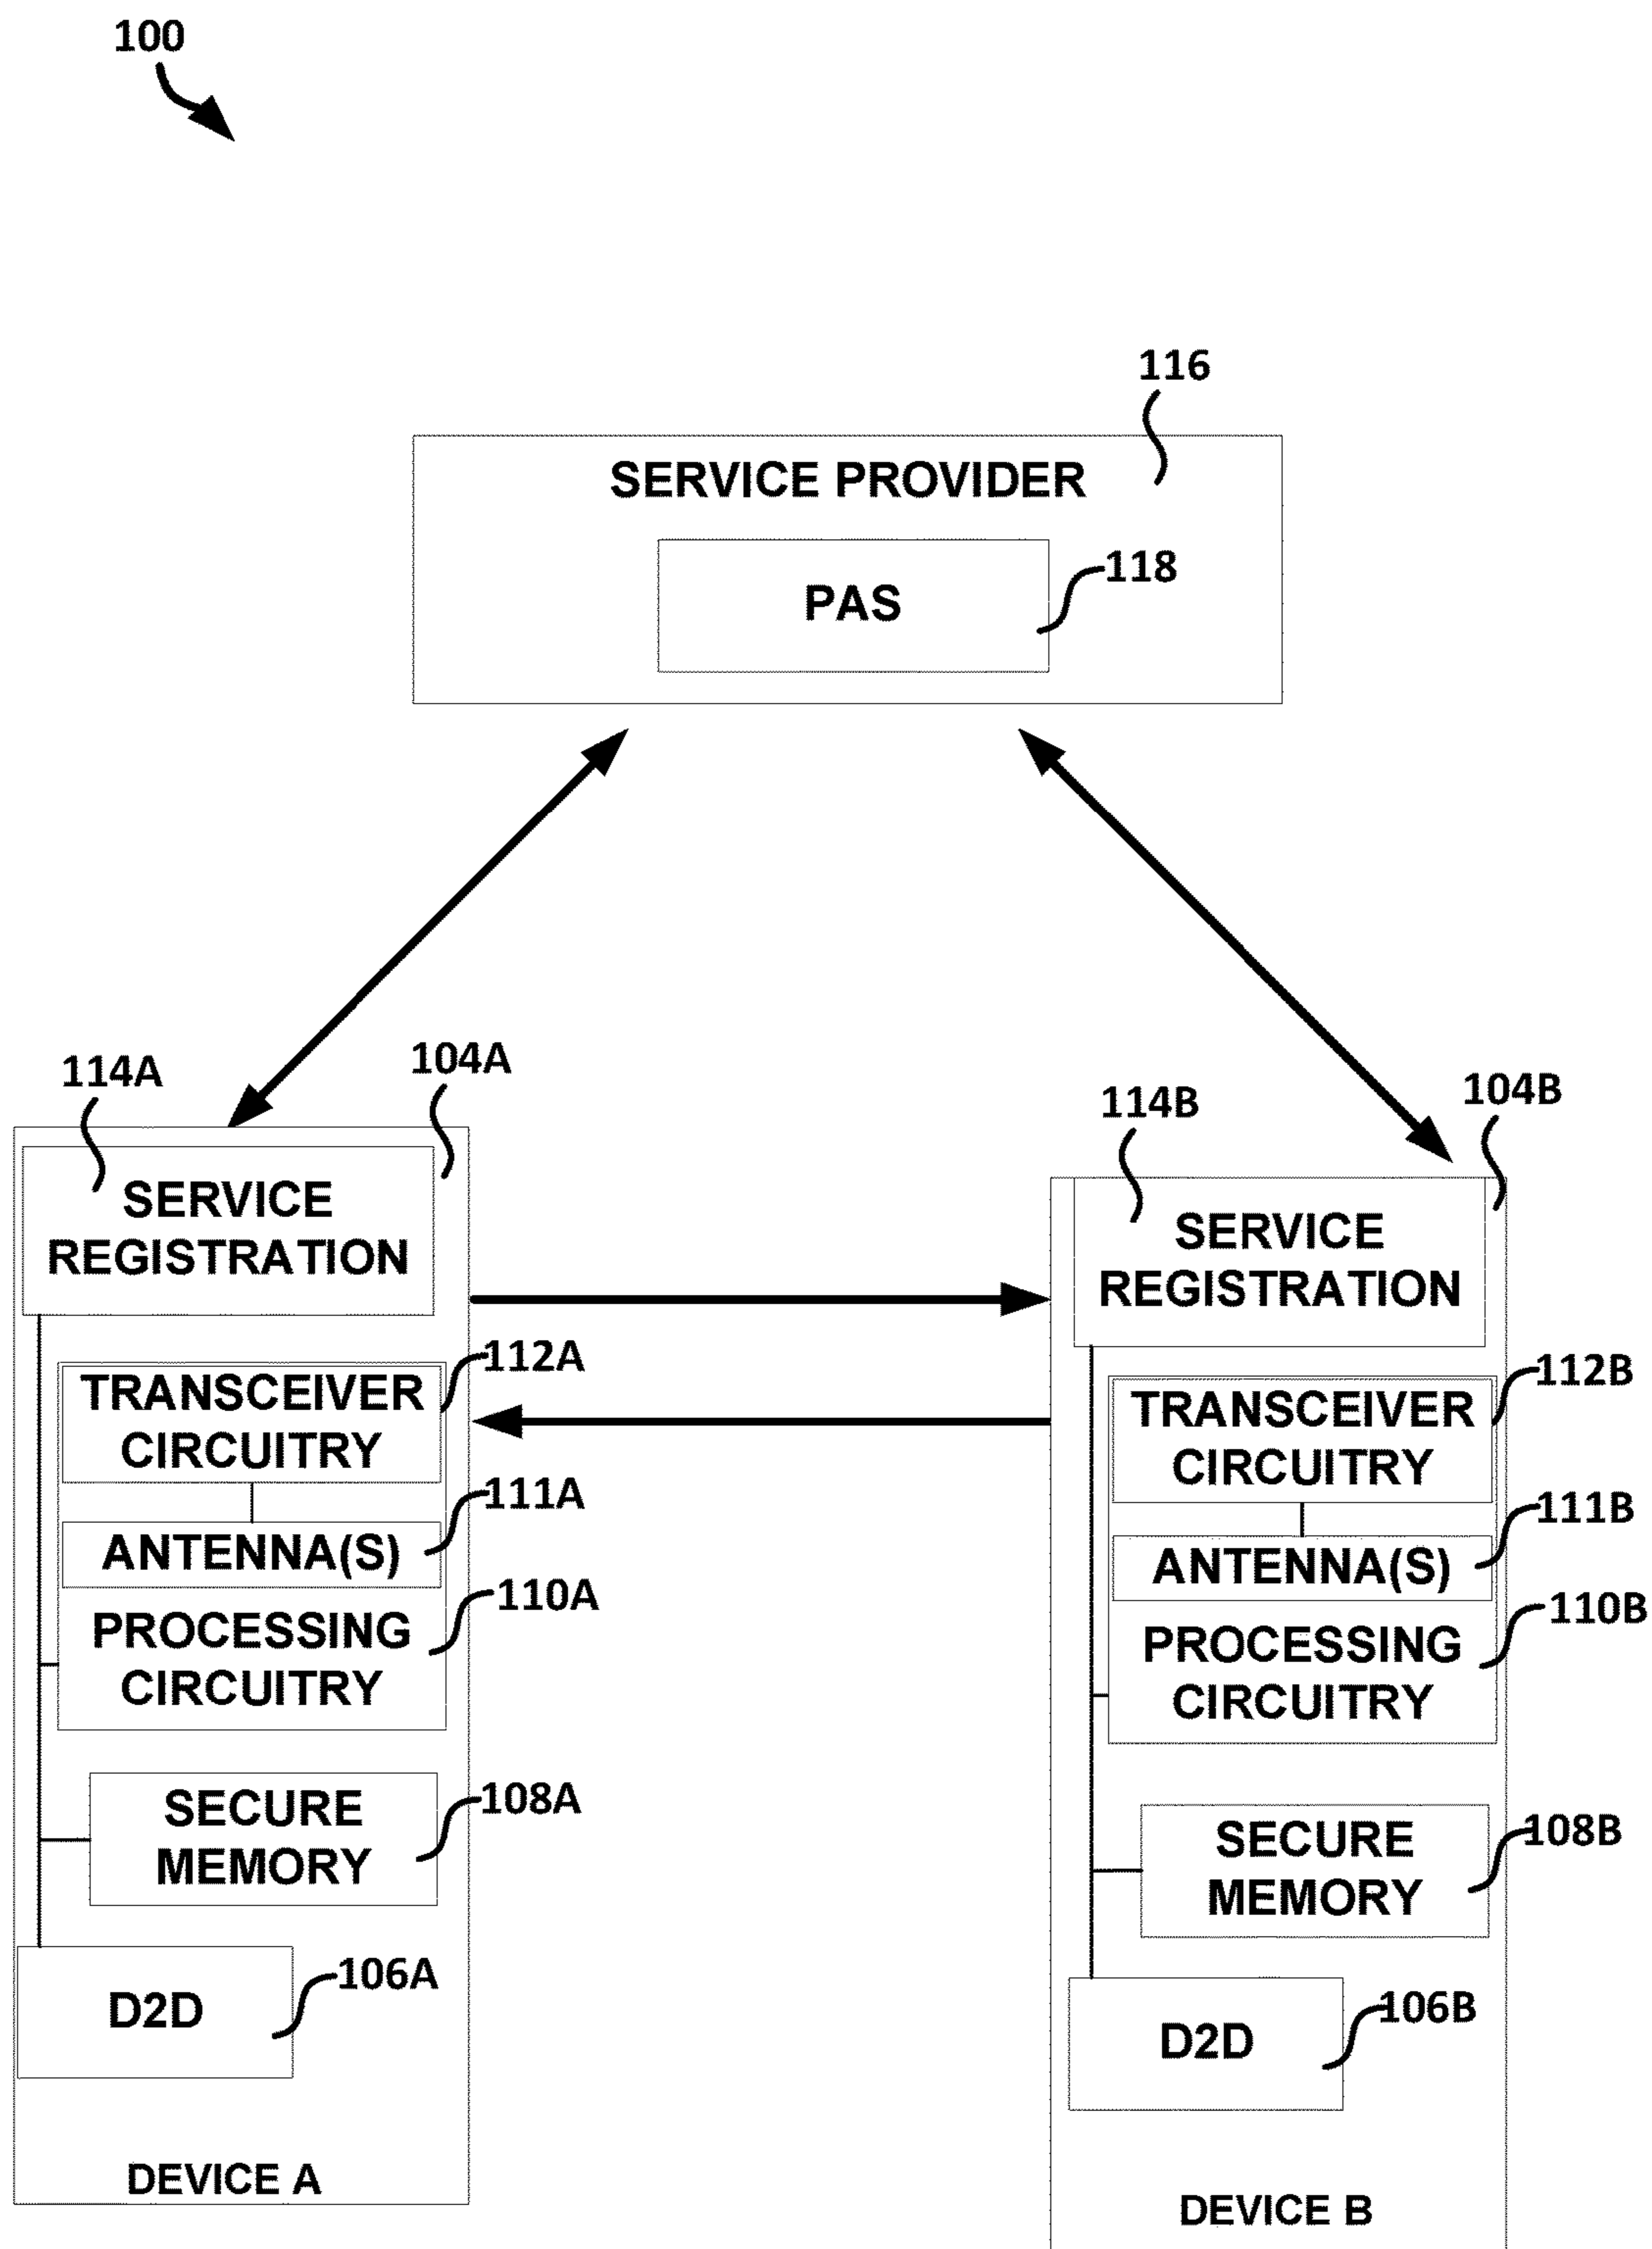 100
116
SERVICE PROVIDER
118
PAS
114A
104A
SERVICE
REGISTRATION
112A
TRANSCEIVER
CIRCUITRY
111A
ANTENNA(S)
110A
PROCESSING
CIRCUITRY
SECURE
MEMORY
108A
D2D
106A
DEVICE A
114B
104B
SERVICE
REGISTRATION
112B
TRANSCEIVER
CIRCUITRY
111B
ANTENNA(S)
110B
PROCESSING
CIRCUITRY
SECURE
MEMORY
108B
D2D
106B
DEVICE B